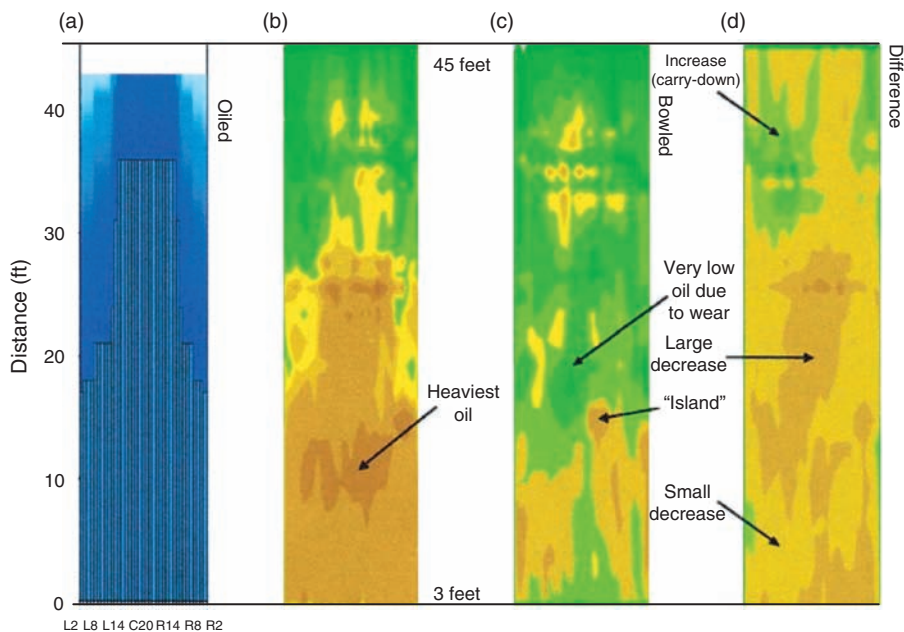 (a)
(b)
(c)
(d)
45 feet
Increase
(carry-down)
Oiled
Bowled
Difference
40
30
20
10
0
Distance (ft)
Very low
oil due
to wear
Large
decrease
Heaviest
oil
“Island”
Small
decrease
3 feet
L2 L8 L14 C20 R14 R8 R2